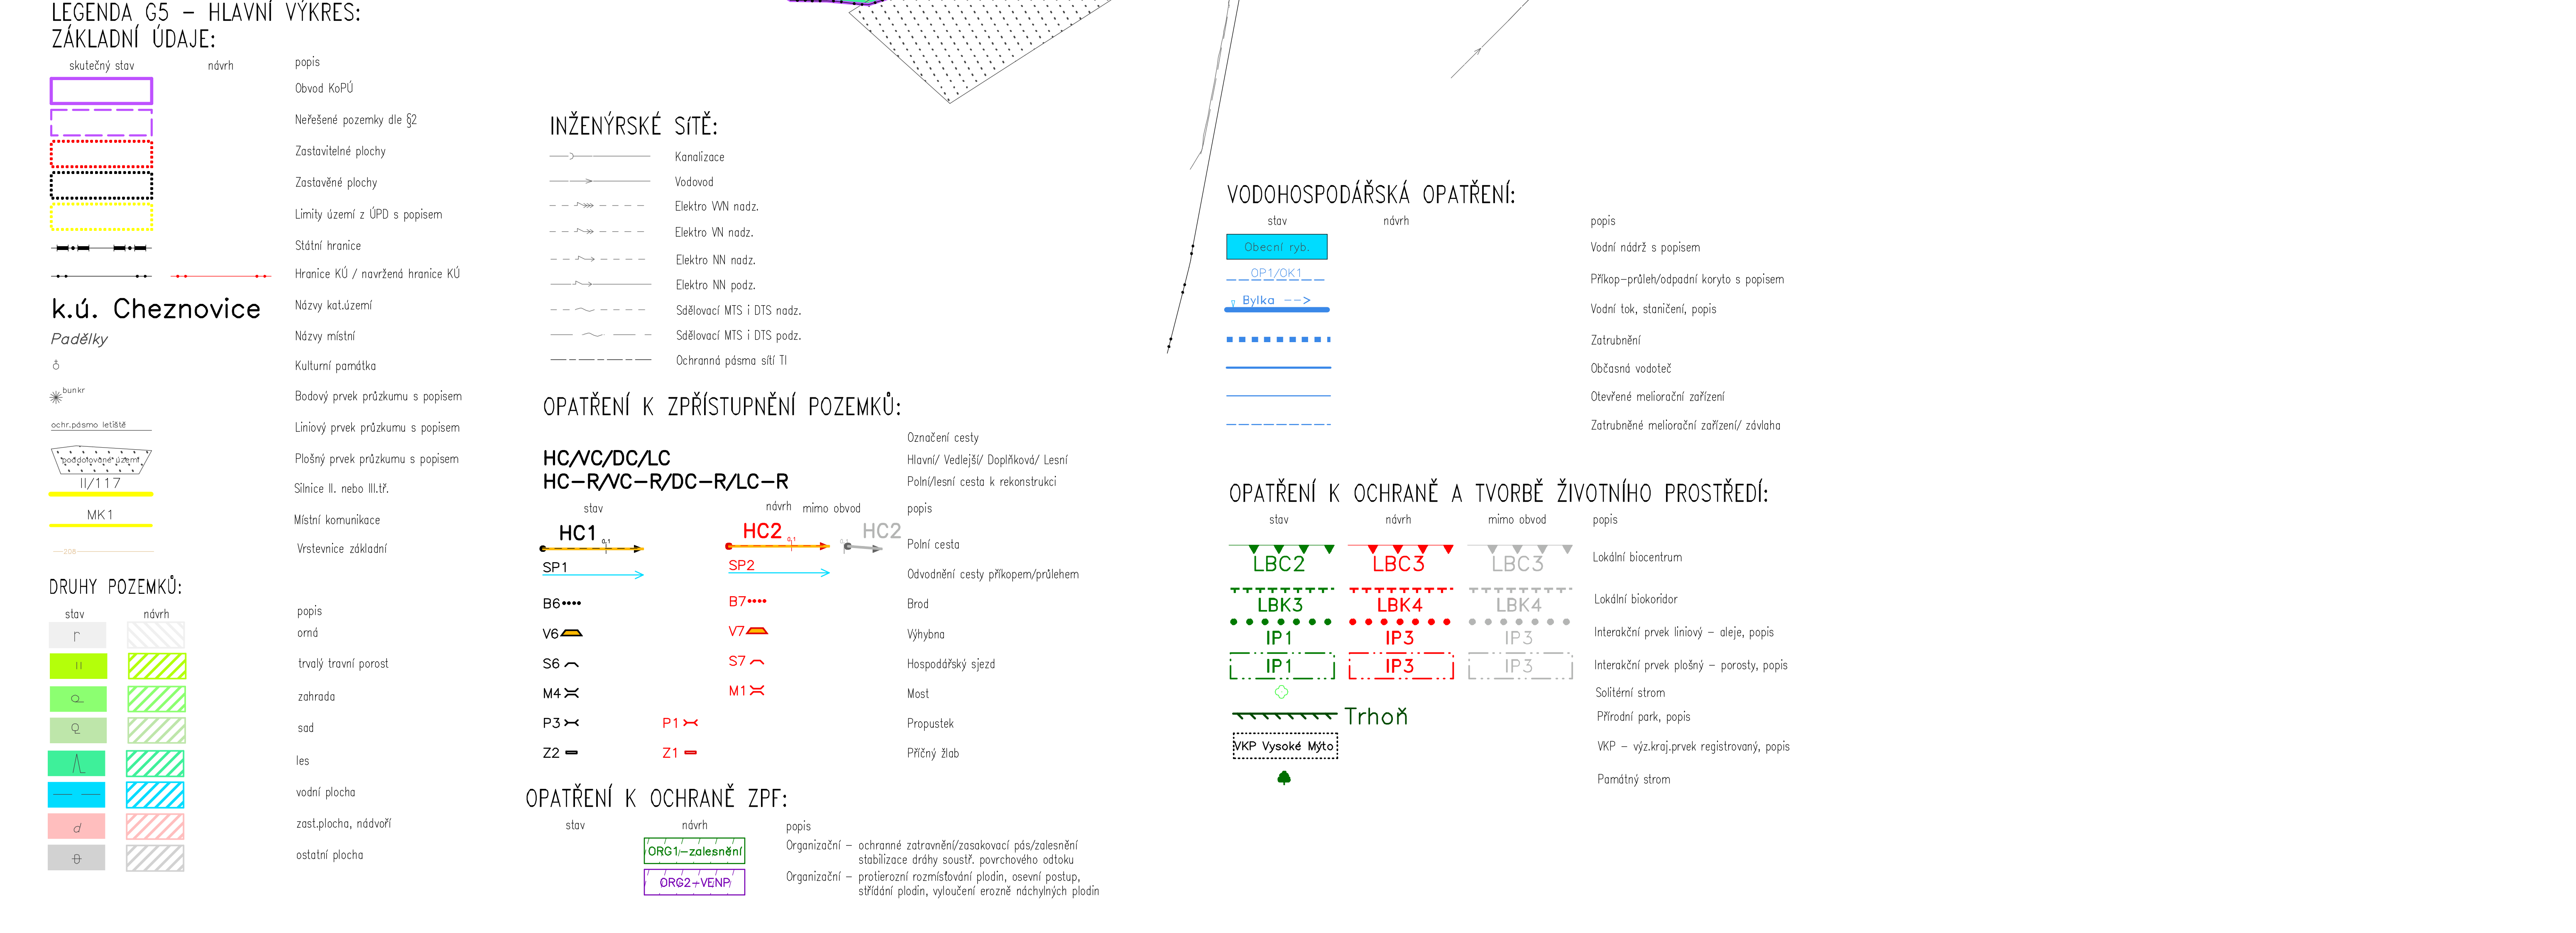 LEGENDA G5 – HLAVNÍ VÝKRES:
ZÁKLADNÍ ÚDAJE:
skutečný stav návrh popis
Obvod KoPÚ
Neřešené pozemky dle §2
Zastavitelné plochy
Zastavěné plochy
Limity území z ÚPD s popisem
Státní hranice
Hranice KÚ / navržená hranice KÚ
k.ú. Cheznovice Názvy kat.území
Padělky Názvy místní
Kulturní památka
bunkr Bodový prvek průzkumu s popisem
ochr.pásmo letiště Liniový prvek průzkumu s popisem
poddolované území Plošný prvek průzkumu s popisem
II/117 Silnice II. nebo III.tř.
MK1 Místní komunikace
208 Vrstevnice základní
DRUHY POZEMKŮ:
stav návrh popis
orná
trvalý travní porost
zahrada
sad
les
vodní plocha
d zast.plocha, nádvoří
ostatní plocha
INŽENÝRSKÉ SíTĚ:
Kanalizace
Vodovod
Elektro VVN nadz.
Elektro VN nadz.
Elektro NN nadz.
Elektro NN podz.
Sdělovací MTS i DTS nadz.
Sdělovací MTS i DTS podz.
Ochranná pásma sítí TI
OPATŘENÍ K ZPŘÍSTUPNĚNÍ POZEMKŮ:
Označení cesty
HC/VC/DC/LC Hlavní/ Vedlejší/ Doplňková/ Lesní
HC–R/VC–R/DC–R/LC–R Polní/lesní cesta k rekonstrukci
stav návrh mimo obvod popis
HC1 0,1 HC2 0,1 HC2 Polní cesta
SP1 SP2 Odvodnění cesty příkopem/průlehem
B6 B7 Brod
V6 V7 Výhybna
S6 S7 Hospodářský sjezd
M4 M1 Most
P3 P1 Propustek
Z2 Z1 Příčný žlab
OPATŘENÍ K OCHRANĚ ZPF:
stav návrh popis
ORG1–zalesnění Organizační – ochranné zatravnění/zasakovací pás/zalesnění
stabilizace dráhy soustř. povrchového odtoku
ORG2–VENP Organizační – protierozní rozmísťování plodin, osevní postup,
střídání plodin, vyloučení erozně náchylných plodin
VODOHOSPODÁŘSKÁ OPATŘENÍ:
stav návrh popis
Obecní ryb. Vodní nádrž s popisem
OP1/OK1 Příkop–průleh/odpadní koryto s popisem
Bylka --> Vodní tok, staničení, popis
Zatrubnění
Občasná vodoteč
Otevřené meliorační zařízení
Zatrubněné meliorační zařízení/ závlaha
OPATŘENÍ K OCHRANĚ A TVORBĚ ŽIVOTNÍHO PROSTŘEDÍ:
stav návrh mimo obvod popis
LBC2 LBC3 LBC3 Lokální biocentrum
LBK3 LBK4 LBK4 Lokální biokoridor
IP1 IP3 IP3 Interakční prvek liniový – aleje, popis
IP1 IP3 IP3 Interakční prvek plošný – porosty, popis
Solitérní strom
Trhoň Přírodní park, popis
VKP Vysoké Mýto VKP – výz.kraj.prvek registrovaný, popis
Památný strom